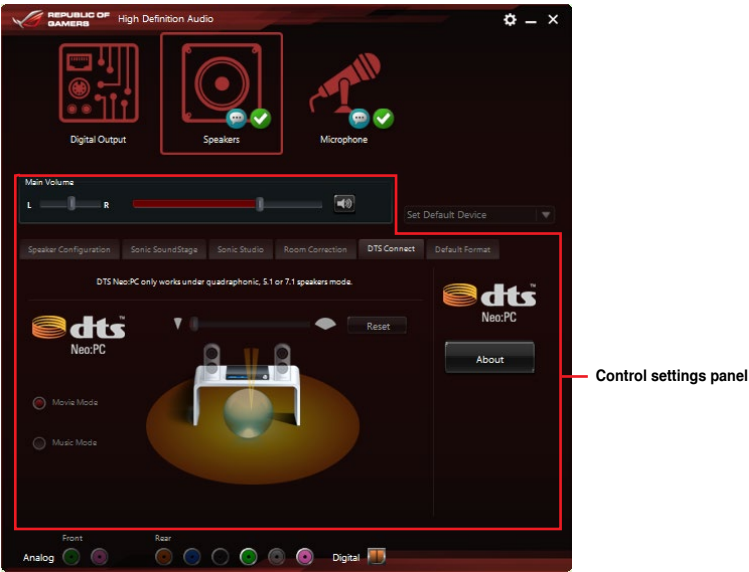 REPUBLIC OF
GAMERS
High Definition Audio
Digital Output
Speakers
Microphone
Main Volume
L
R
Set Default Device
Speaker Configuration
Sonic SoundStage
Sonic Studio
Room Correction
DTS Connect
Default Format
DTS Neo:PC only works under quadraphonic, 5.1 or 7.1 speakers mode.
dts™
Neo:PC
Reset
dts™
Neo:PC
About
Control settings panel
Movie Mode
Music Mode
Front
Rear
Analog
Digital